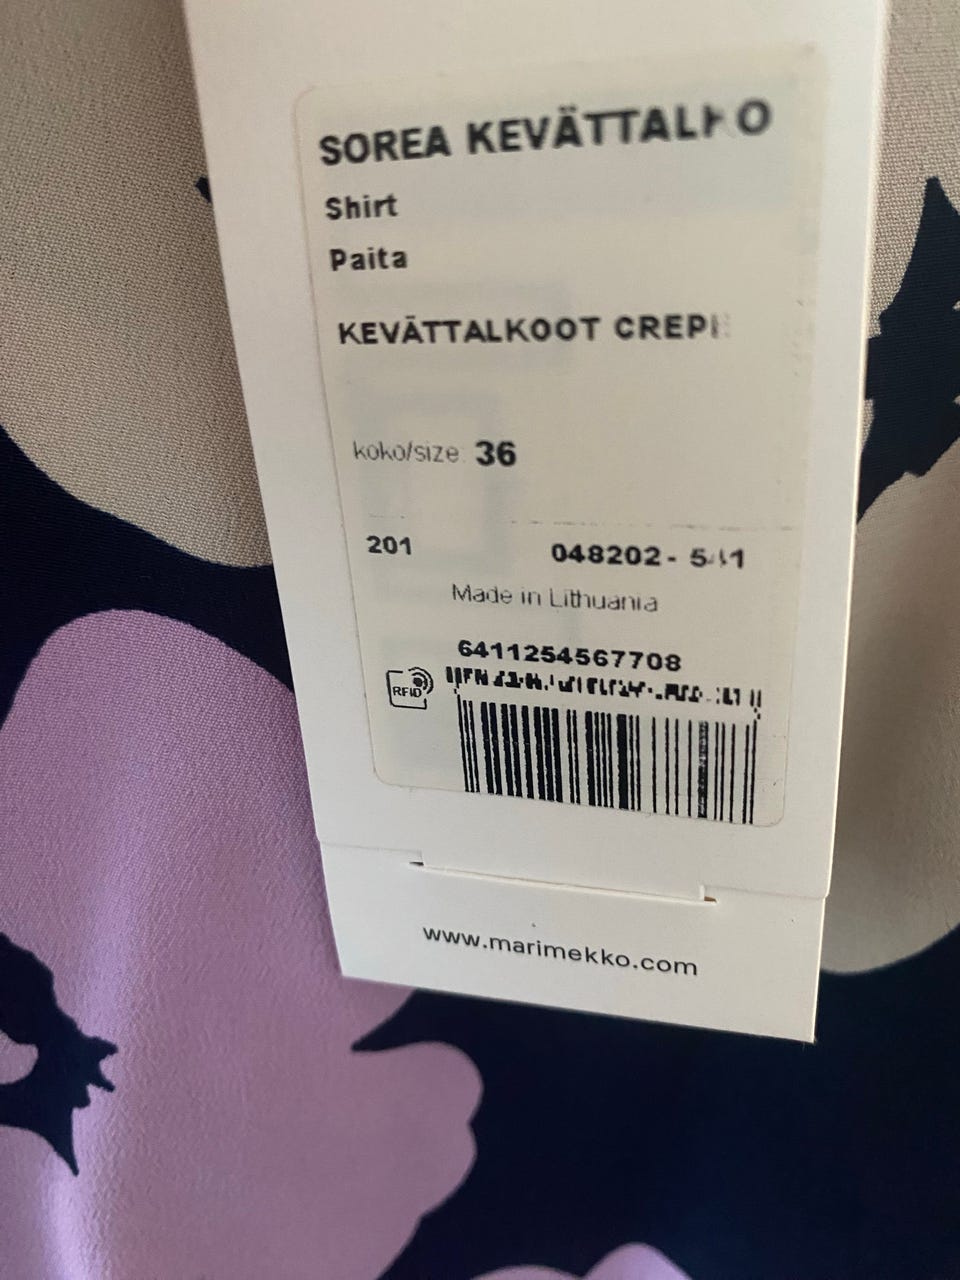 SOREA KEVÄTTALKO
Shirt
Paita
KEVÄTTALKOOT CREPE
koko/size: 36
201 048202- 541
Made in Lithuania
6411254567708
RFID
www.marimekko.com